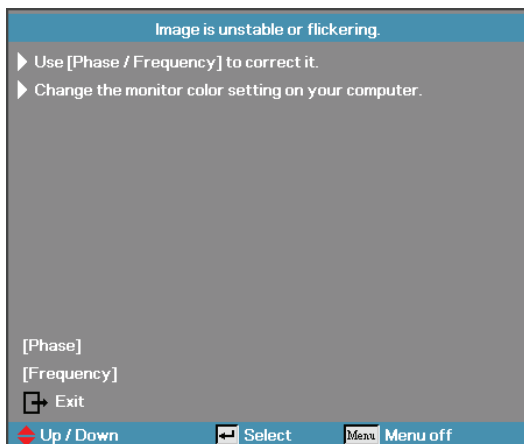 Image is unstable or flickering.
Use [Phase / Frequency] to correct it.
Change the monitor color setting on your computer.
[Phase]
[Frequency]
Exit
Up / Down Select Menu Menu off